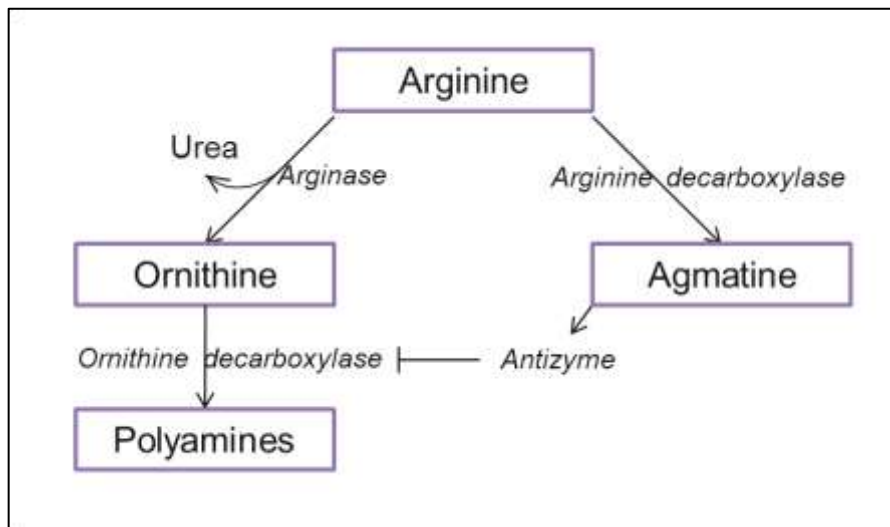 Arginine
Urea
Arginase
Arginine decarboxylase
Ornithine
Agmatine
Ornithine decarboxylase
Antizyme
Polyamines